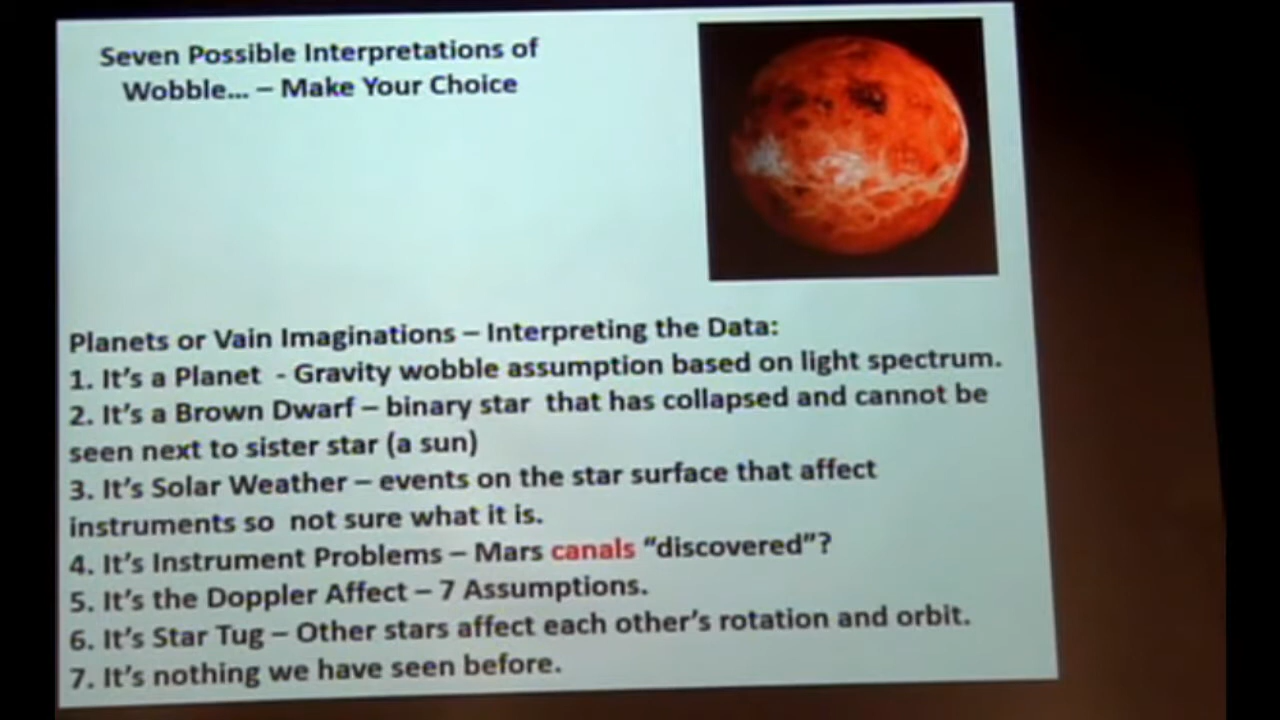 Seven Possible Interpretations of
Wobble... – Make Your Choice
Planets or Vain Imaginations – Interpreting the Data:
1. It's a Planet - Gravity wobble assumption based on light spectrum.
2. It's a Brown Dwarf – binary star that has collapsed and cannot be
seen next to sister star (a sun)
3. It's Solar Weather – events on the star surface that affect
instruments so not sure what it is.
4. It's Instrument Problems – Mars canals “discovered”?
5. It's the Doppler Affect – 7 Assumptions.
6. It's Star Tug – Other stars affect each other's rotation and orbit.
7. It's nothing we have seen before.